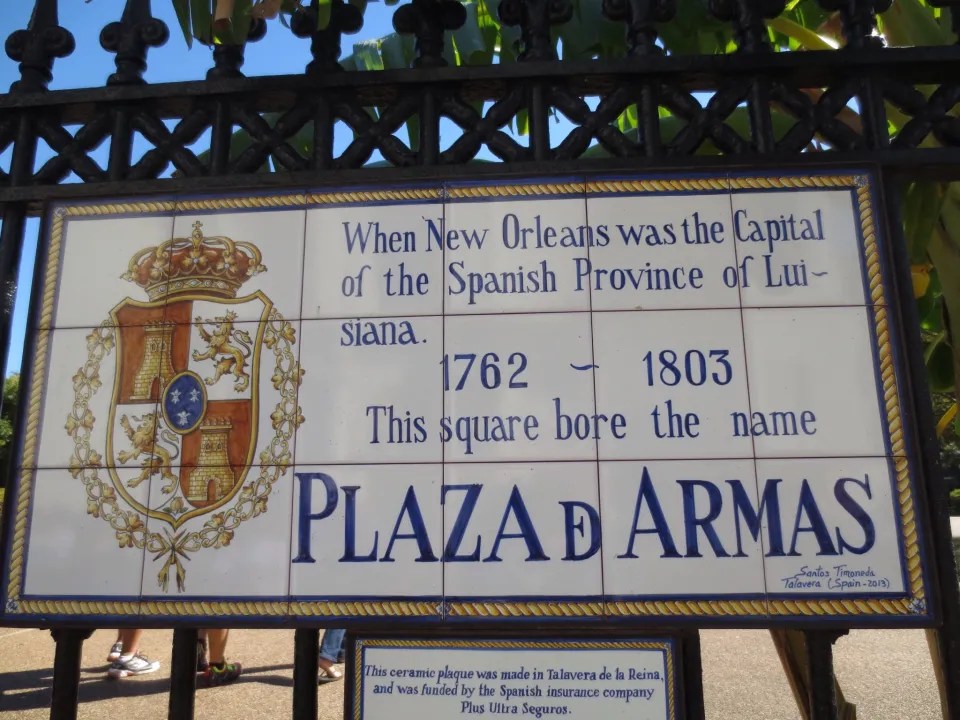 When New Orleans was the Capital
of the Spanish Province of Lui~
siana.
1762 ~ 1803
This square bore the name
PLAZA DE ARMAS
Santos Timoneda
Talavera (Spain-2013)
This ceramic plaque was made in Talavera de la Reina,
and was funded by the Spanish insurance company
Plus Ultra Seguros.